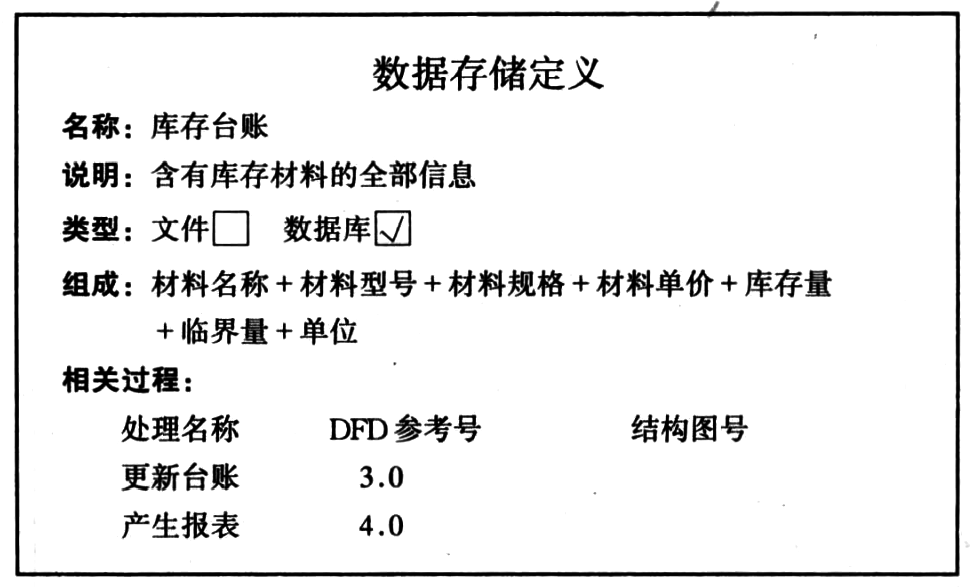 数据存储定义
名称：库存台账
说明：含有库存材料的全部信息
类型：文件□ 数据库☑
组成：材料名称+材料型号+材料规格+材料单价+库存量
+临界量+单位
相关过程：
处理名称 DFD参考号 结构图号
更新台账 3.0
产生报表 4.0